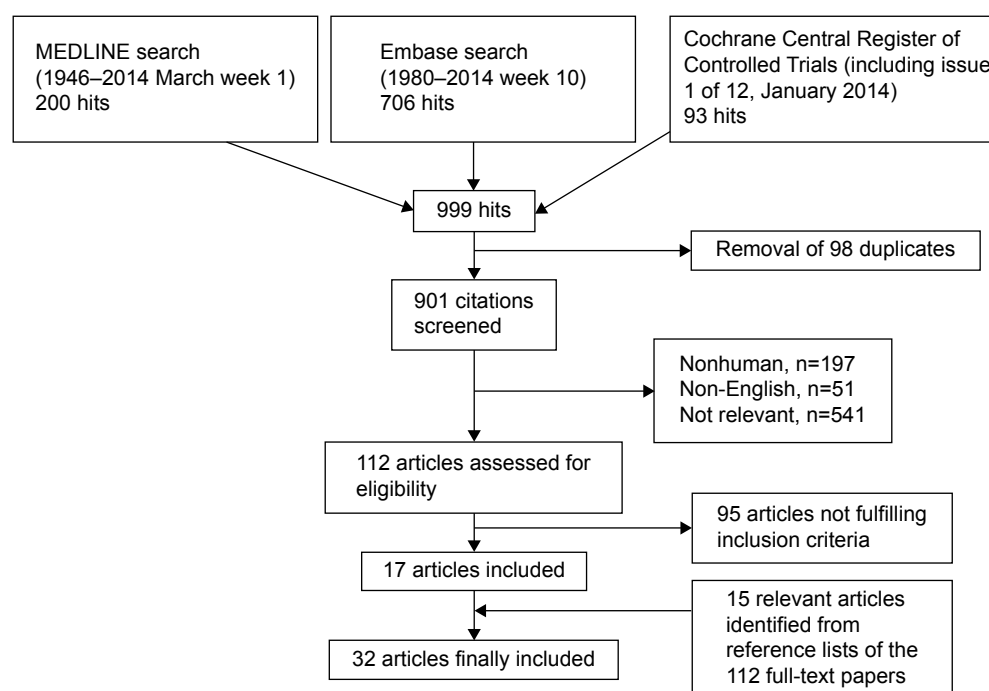 MEDLINE search
(1946–2014 March week 1)
200 hits
Embase search
(1980–2014 week 10)
706 hits
Cochrane Central Register of
Controlled Trials (including issue
1 of 12, January 2014)
93 hits
999 hits
Removal of 98 duplicates
901 citations
screened
Nonhuman, n=197
Non-English, n=51
Not relevant, n=541
112 articles assessed for
eligibility
95 articles not fulfilling
inclusion criteria
17 articles included
15 relevant articles
identified from
reference lists of the
112 full-text papers
32 articles finally included